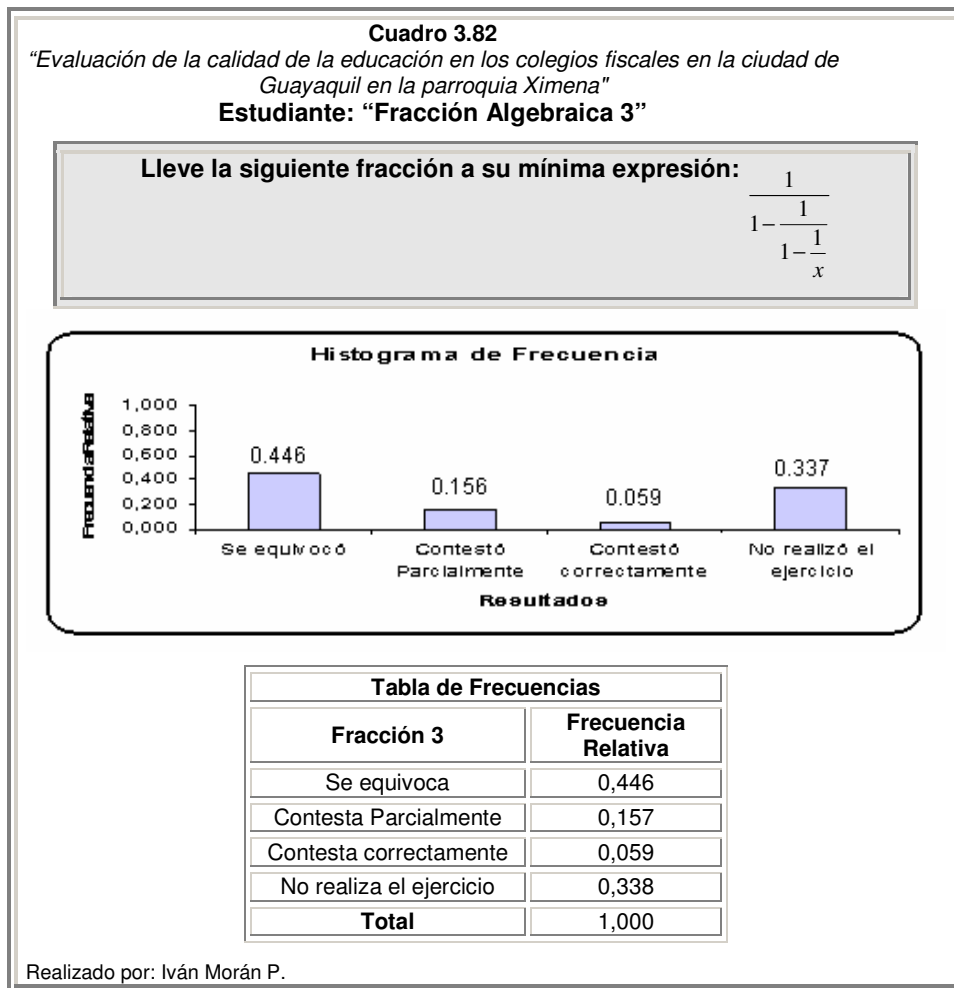 Cuadro 3.82
“Evaluación de la calidad de la educación en los colegios fiscales en la ciudad de
Guayaquil en la parroquia Ximena"
Estudiante: “Fracción Algebraica 3”
Lleve la siguiente fracción a su mínima expresión:
1
1 − 1
1 − 1
x
Histograma de Frecuencia
Frecuencia Relativa
1,000
0,800
0,600
0,400
0,200
0,000
0.446
0.156
0.059
0.337
Se equivocó
Contestó Parcialmente
Contestó correctamente
No realizó el ejercicio
Resultados
Tabla de Frecuencias
Fracción 3 Frecuencia Relativa
Se equivoca 0,446
Contesta Parcialmente 0,157
Contesta correctamente 0,059
No realiza el ejercicio 0,338
Total 1,000
Realizado por: Iván Morán P.